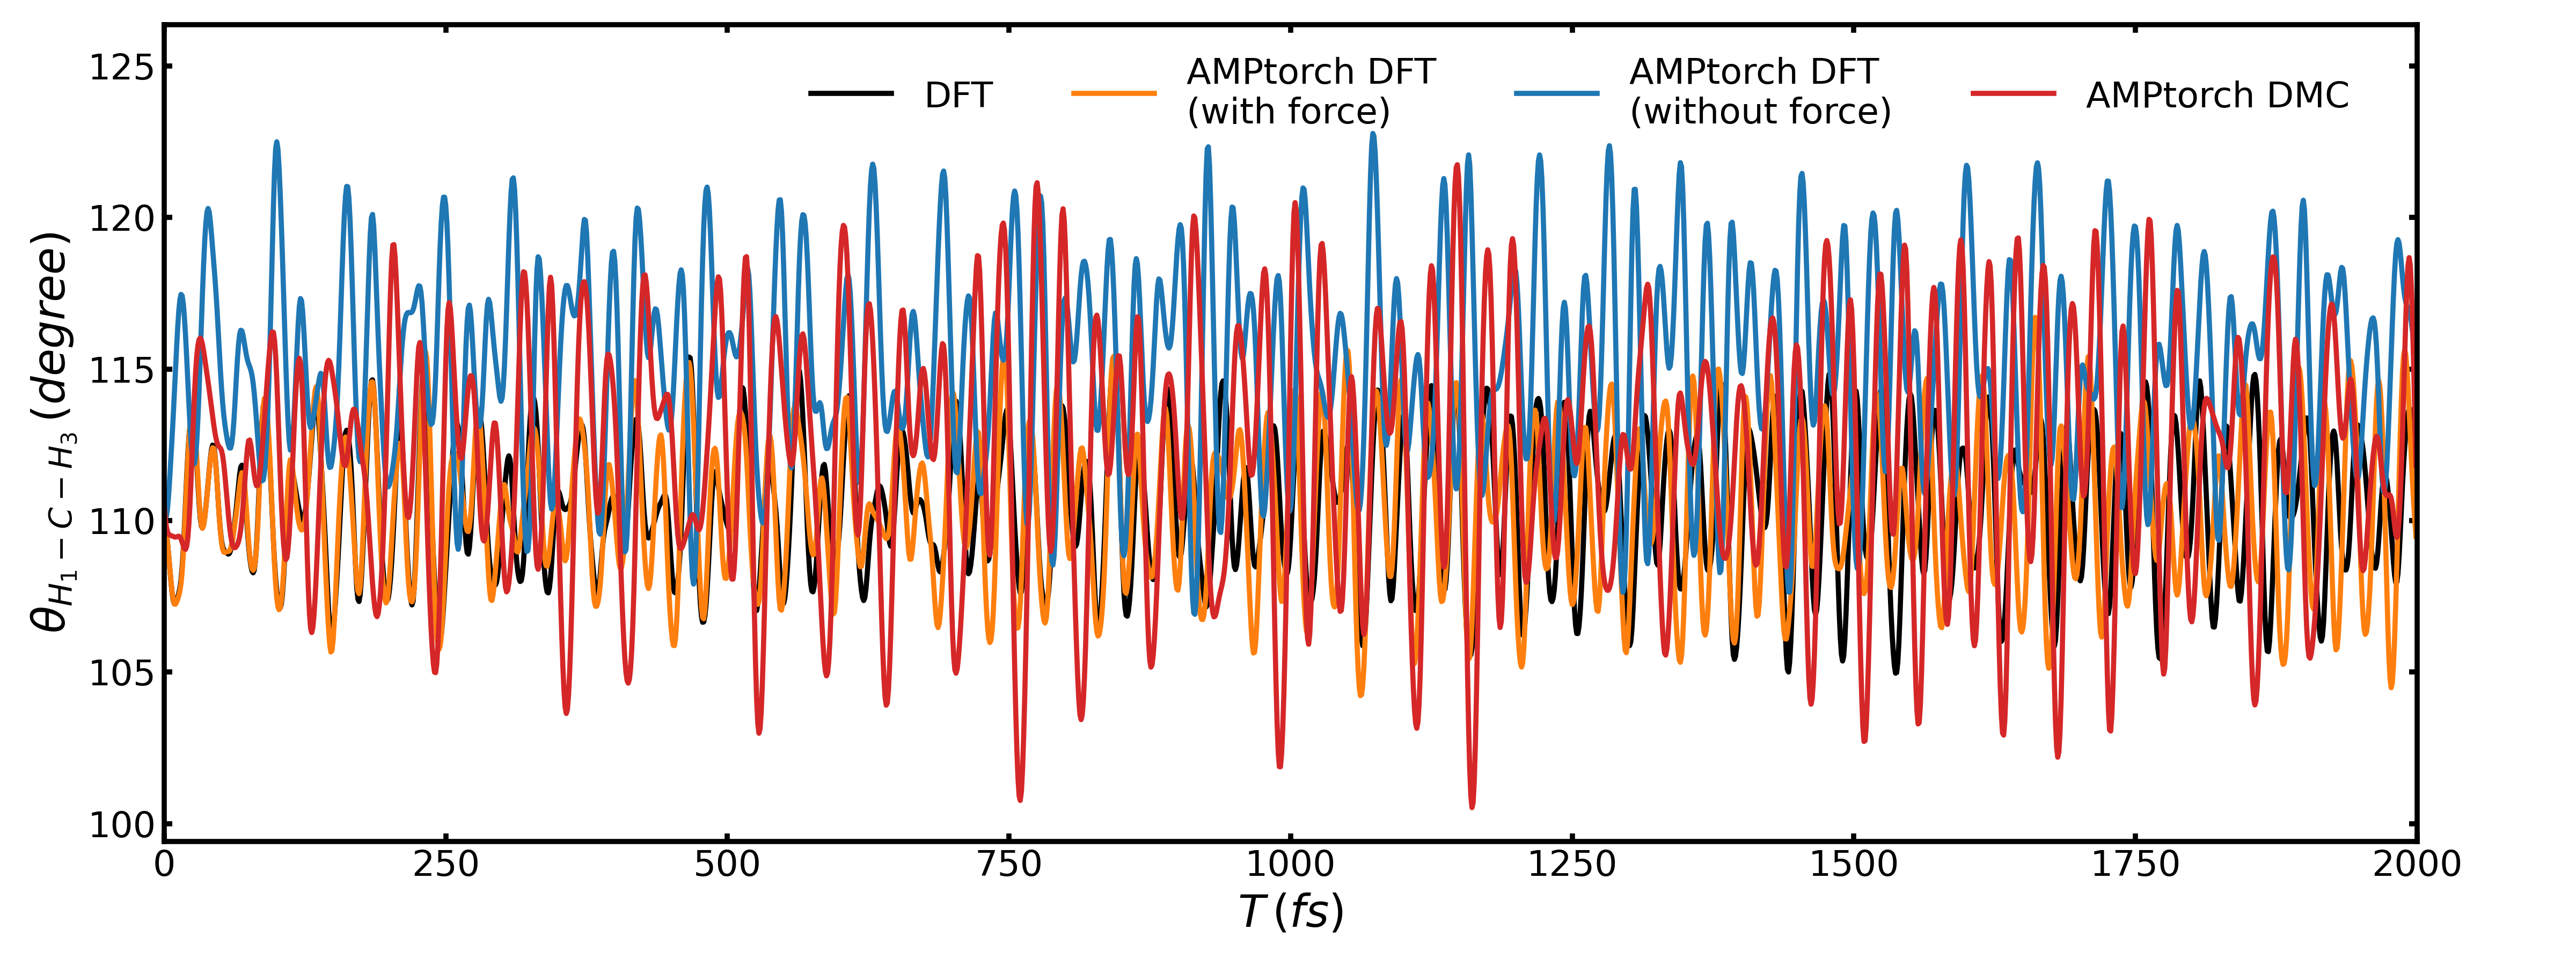 125
120
115
110
105
100
θH1 − C − H3 (degree)
DFT
AMPtorch DFT
(with force)
AMPtorch DFT
(without force)
AMPtorch DMC
0 250 500 750 1000 1250 1500 1750 2000
T (fs)